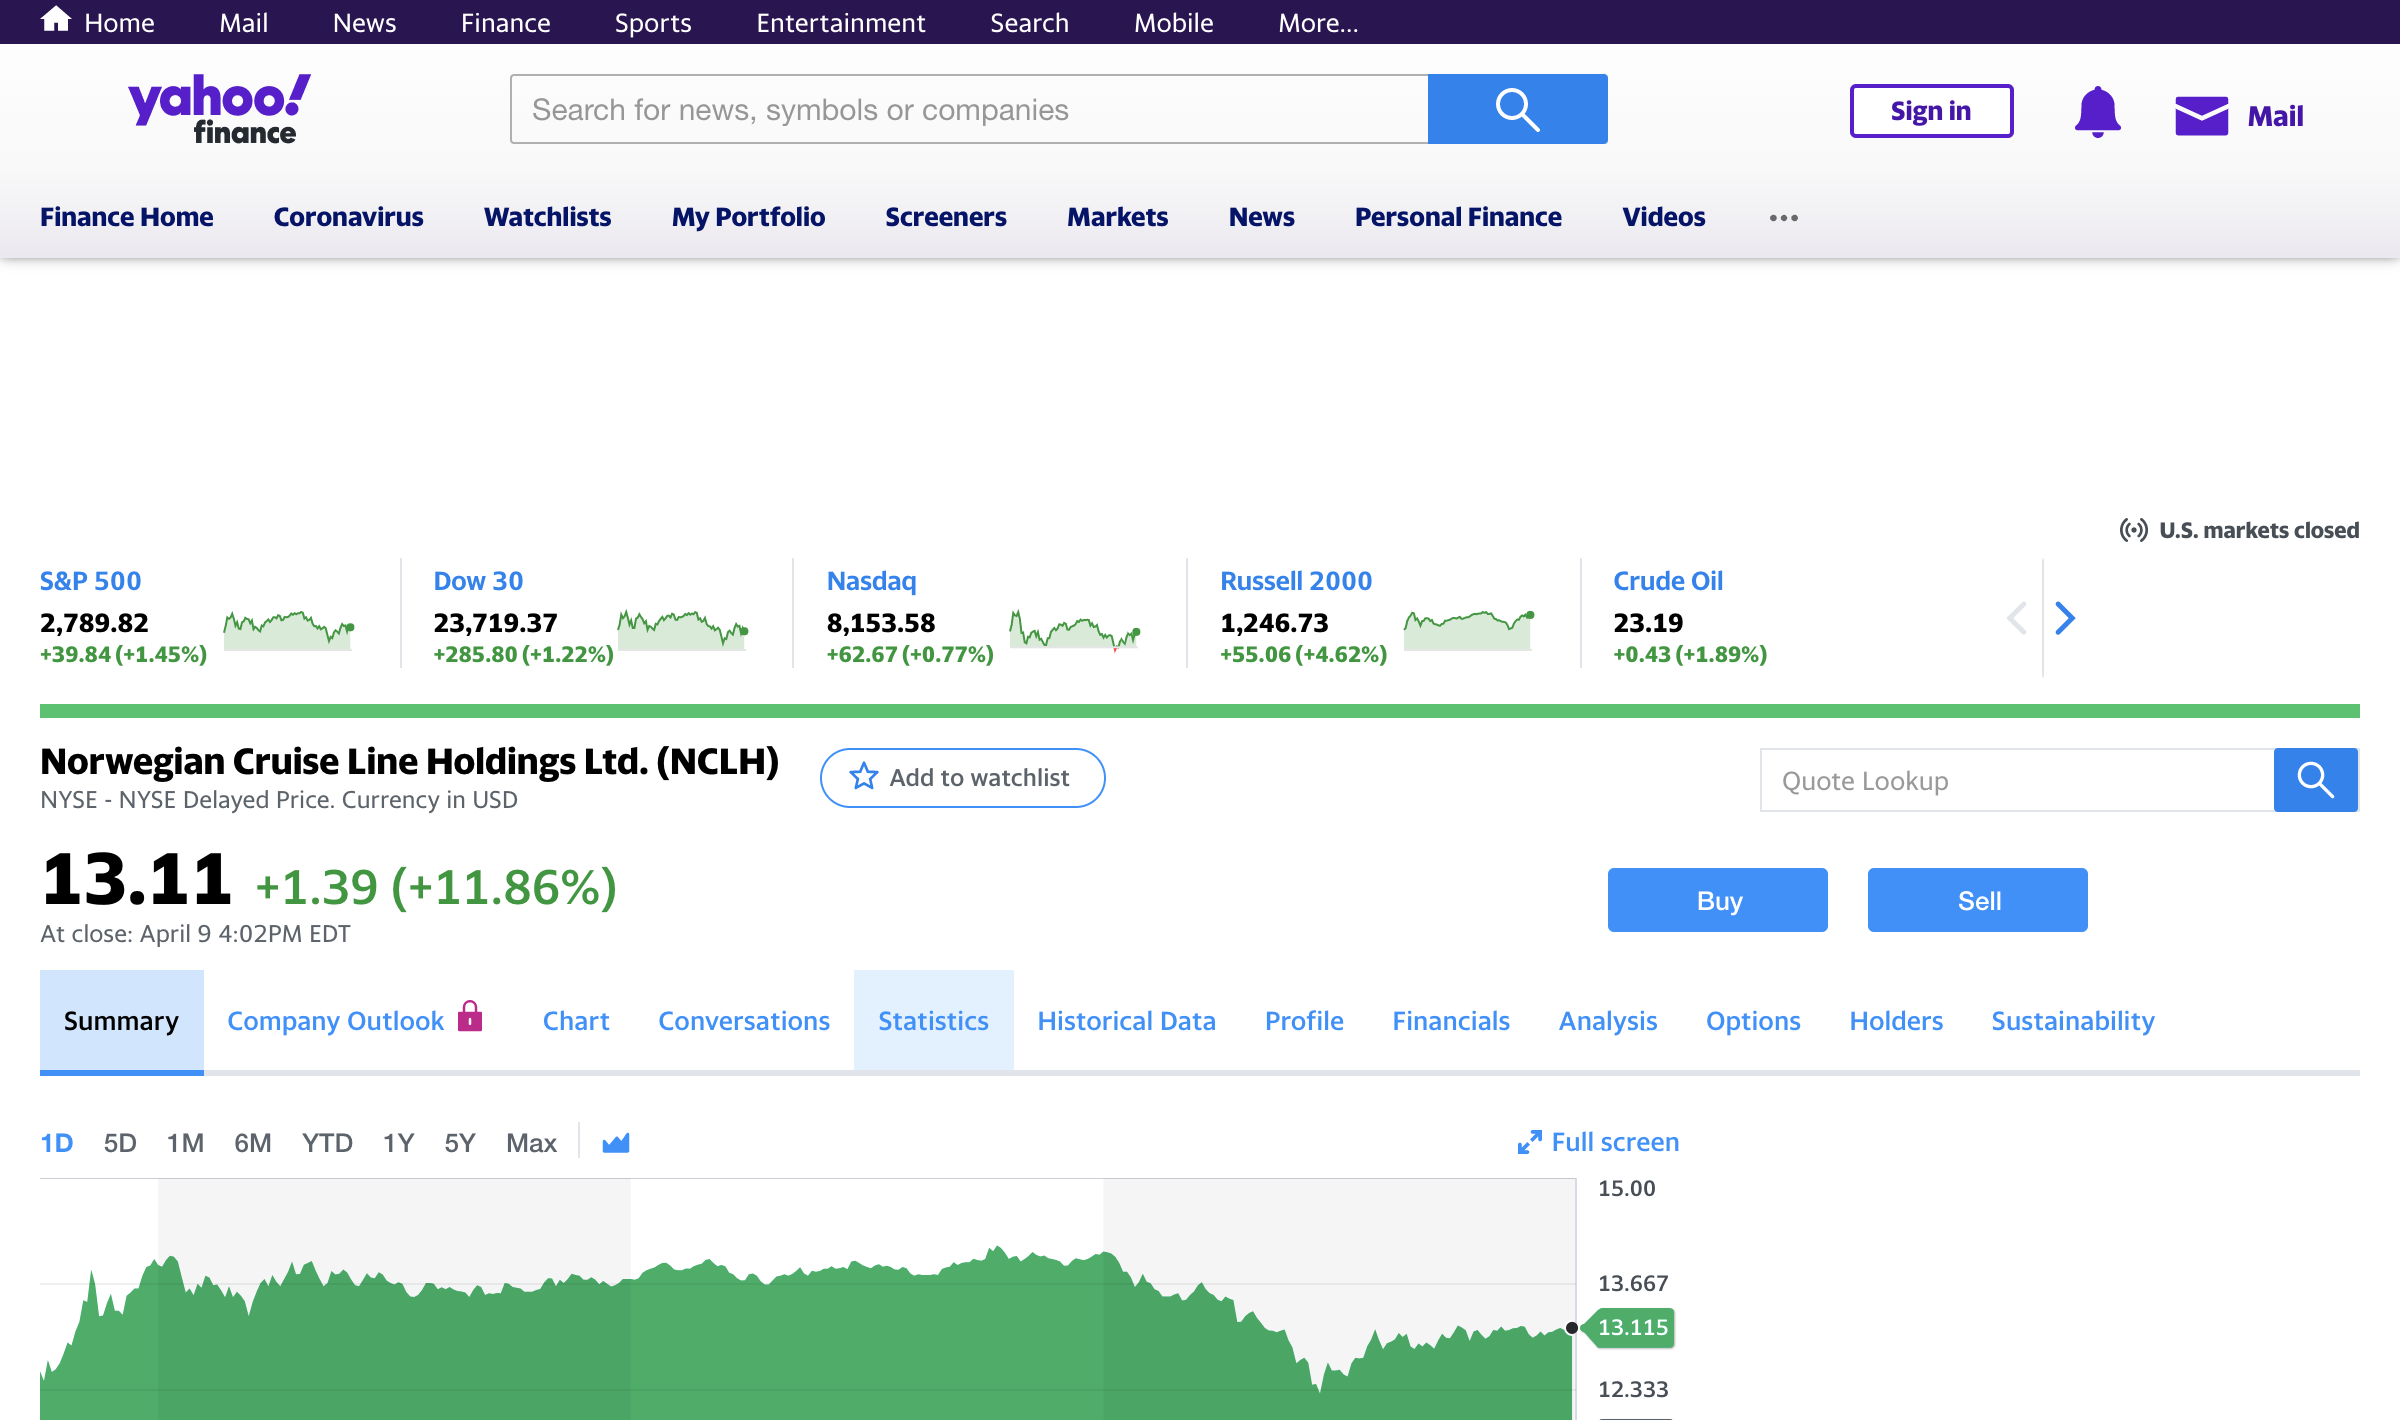 Home Mail News Finance Sports Entertainment Search Mobile More...
yahoo!
finance
Search for news, symbols or companies
Sign in
Mail
Finance Home Coronavirus Watchlists My Portfolio Screeners Markets News Personal Finance Videos ...
U.S. markets closed
S&P 500
2,789.82
+39.84 (+1.45%)
Dow 30
23,719.37
+285.80 (+1.22%)
Nasdaq
8,153.58
+62.67 (+0.77%)
Russell 2000
1,246.73
+55.06 (+4.62%)
Crude Oil
23.19
+0.43 (+1.89%)
Norwegian Cruise Line Holdings Ltd. (NCLH)
NYSE - NYSE Delayed Price. Currency in USD
Add to watchlist
Quote Lookup
13.11 +1.39 (+11.86%)
At close: April 9 4:02PM EDT
Buy
Sell
Summary Company Outlook Chart Conversations Statistics Historical Data Profile Financials Analysis Options Holders Sustainability
1D 5D 1M 6M YTD 1Y 5Y Max
Full screen
15.00
13.667
13.115
12.333